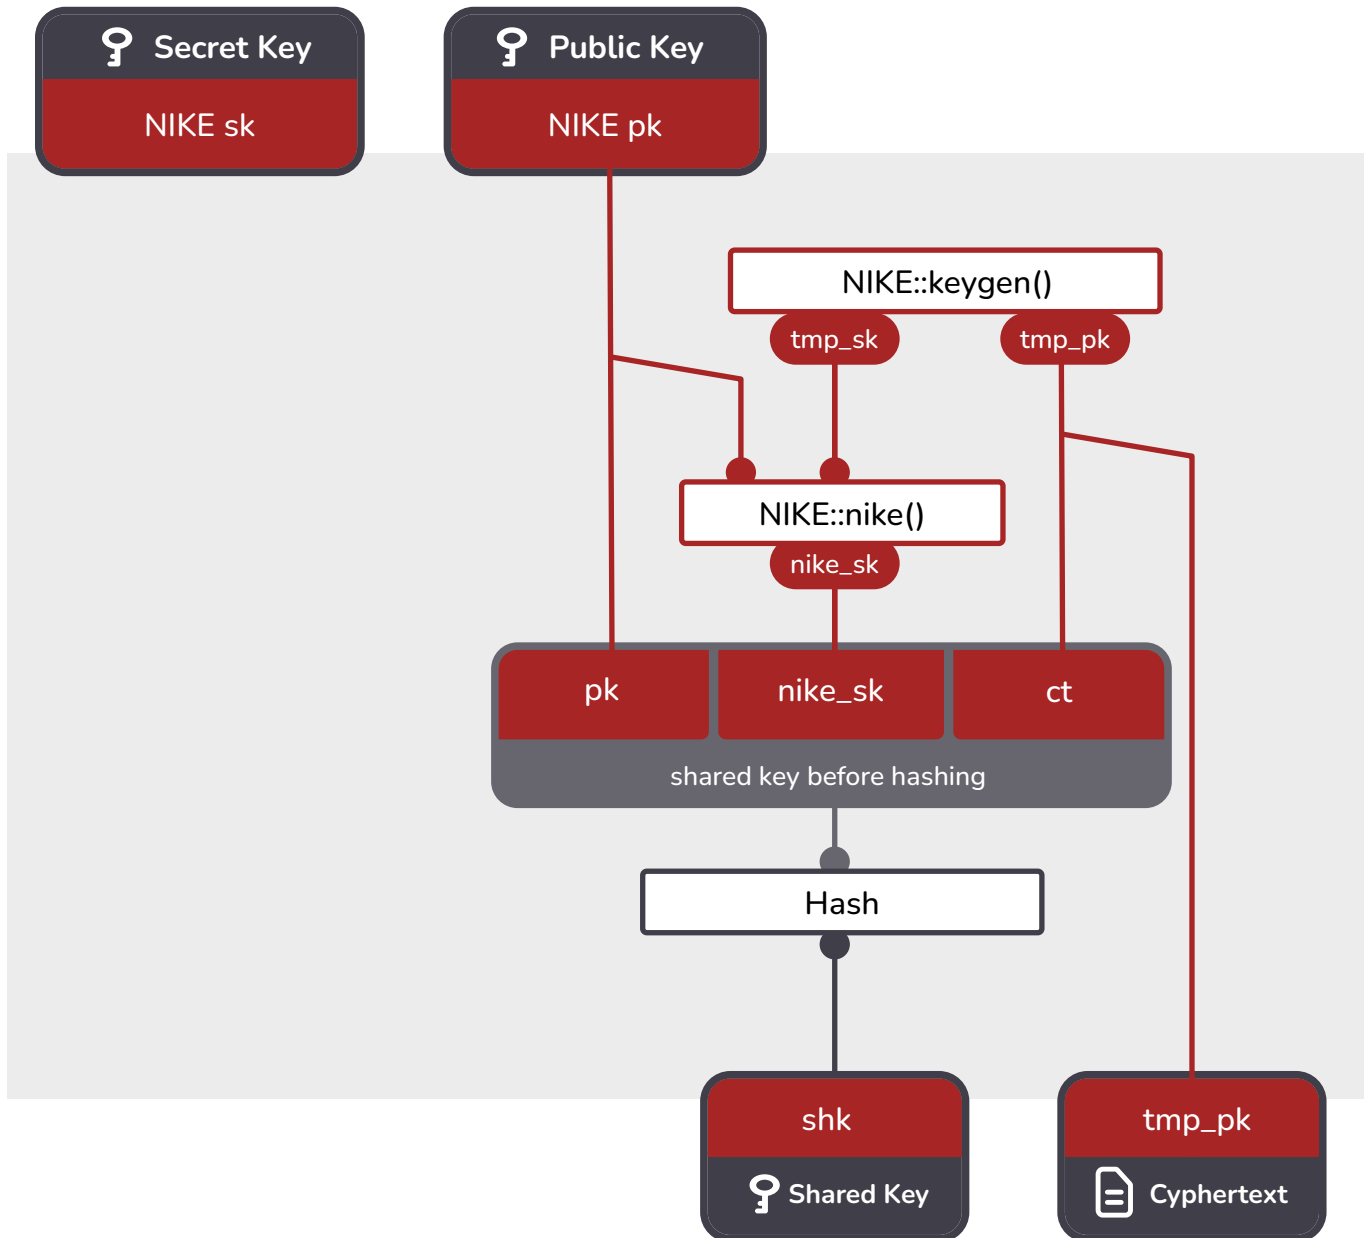 Secret Key
NIKE sk
Public Key
NIKE pk
NIKE::keygen()
tmp_sk
tmp_pk
NIKE::nike()
nike_sk
pk
nike_sk
ct
shared key before hashing
Hash
shk
Shared Key
tmp_pk
Cyphertext